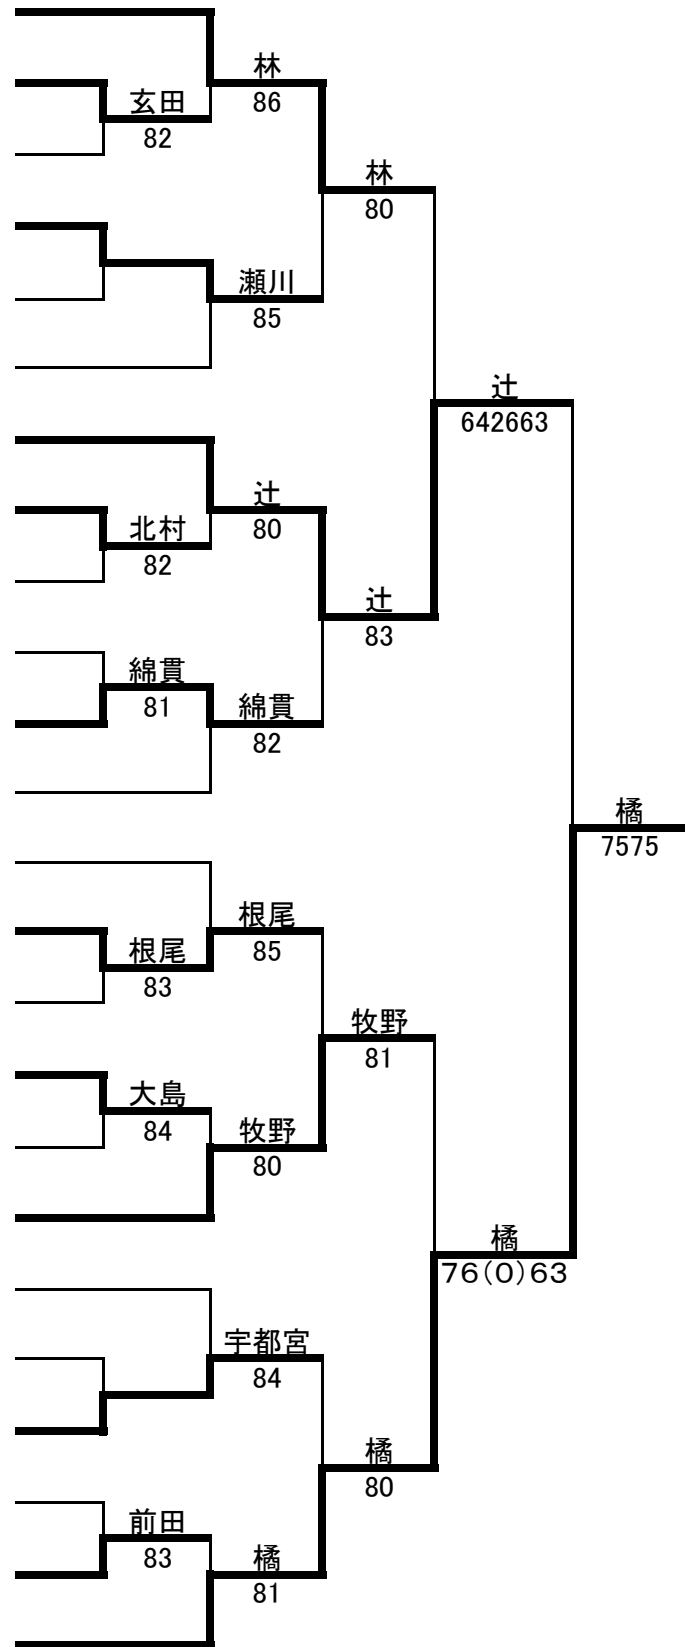 林
86
玄田
82
林
80
瀬川
85
辻
642663
辻
80
北村
82
辻
83
綿貫
81
綿貫
82
橘
7575
根尾
85
根尾
83
牧野
81
大島
84
牧野
80
橘
76(0)63
宇都宮
84
橘
80
前田
83
橘
81